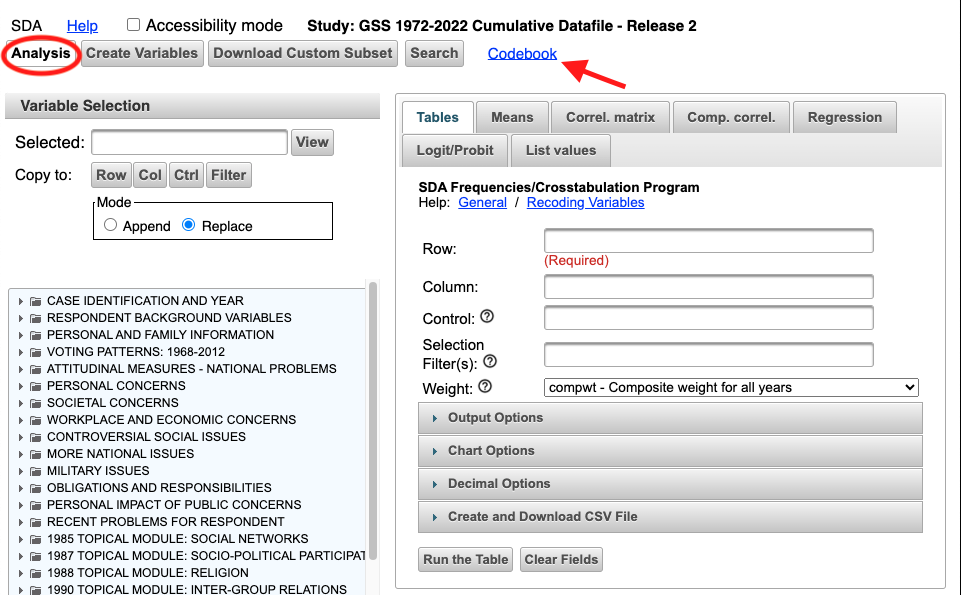 SDA Help Accessibility mode Study: GSS 1972-2022 Cumulative Datafile - Release 2
Analysis Create Variables Download Custom Subset Search Codebook
Variable Selection
Selected: View
Copy to: Row Col Ctrl Filter
Mode
Append Replace
CASE IDENTIFICATION AND YEAR
RESPONDENT BACKGROUND VARIABLES
PERSONAL AND FAMILY INFORMATION
VOTING PATTERNS: 1968-2012
ATTITUDINAL MEASURES - NATIONAL PROBLEMS
PERSONAL CONCERNS
SOCIETAL CONCERNS
WORKPLACE AND ECONOMIC CONCERNS
CONTROVERSIAL SOCIAL ISSUES
MORE NATIONAL ISSUES
MILITARY ISSUES
OBLIGATIONS AND RESPONSIBILITIES
PERSONAL IMPACT OF PUBLIC CONCERNS
RECENT PROBLEMS FOR RESPONDENT
1985 TOPICAL MODULE: SOCIAL NETWORKS
1987 TOPICAL MODULE: SOCIO-POLITICAL PARTICIPAT
1988 TOPICAL MODULE: RELIGION
1990 TOPICAL MODULE: INTER-GROUP RELATIONS
Tables Means Correl. matrix Comp. correl. Regression
Logit/Probit List values
SDA Frequencies/Crosstabulation Program
Help: General / Recoding Variables
Row:
(Required)
Column:
Control: ?
Selection
Filter(s): ?
Weight: ? compwt - Composite weight for all years
Output Options
Chart Options
Decimal Options
Create and Download CSV File
Run the Table Clear Fields